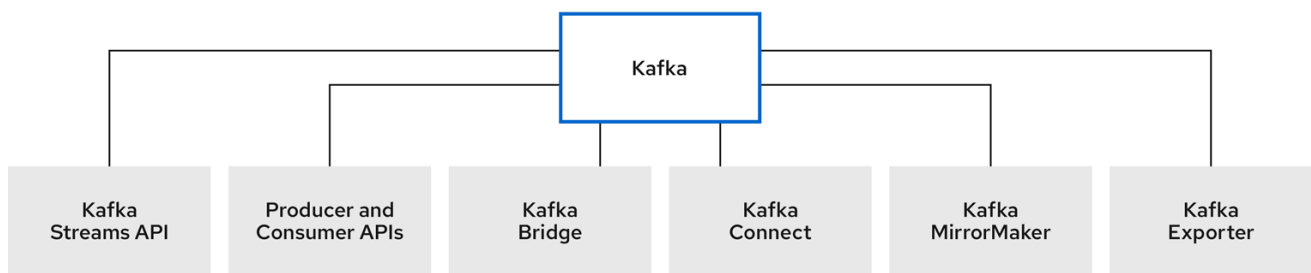 Kafka
Kafka
Streams API
Producer and
Consumer APIs
Kafka
Bridge
Kafka
Connect
Kafka
MirrorMaker
Kafka
Exporter